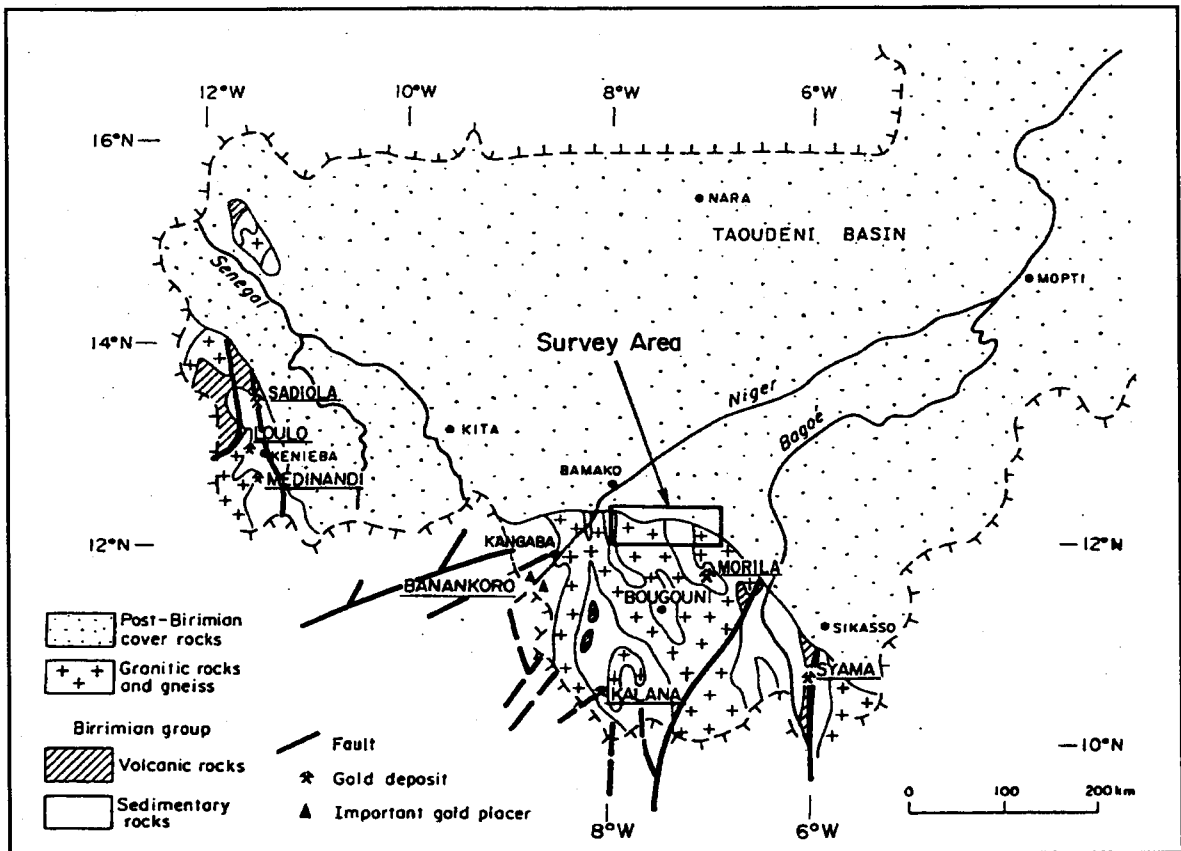 12°W
10°W
8°W
6°W
16°N
NARA
TAOUDENI BASIN
MOPTI
Senegal
14°N
Survey Area
SADIOLA
Niger
Bagoé
LOULO
KITA
KENIEBA
BAMAKO
MEDINANDI
12°N
12°N
KANGABA
MORILA
BANANKORO
BOUGOUNI
SIKASSO
SYAMA
KALANA
10°N
Post-Birimian
cover rocks
Granitic rocks
and gneiss
Birrimian group
Volcanic rocks
Sedimentary
rocks
Fault
Gold deposit
Important gold placer
0 100 200 km
8°W
6°W